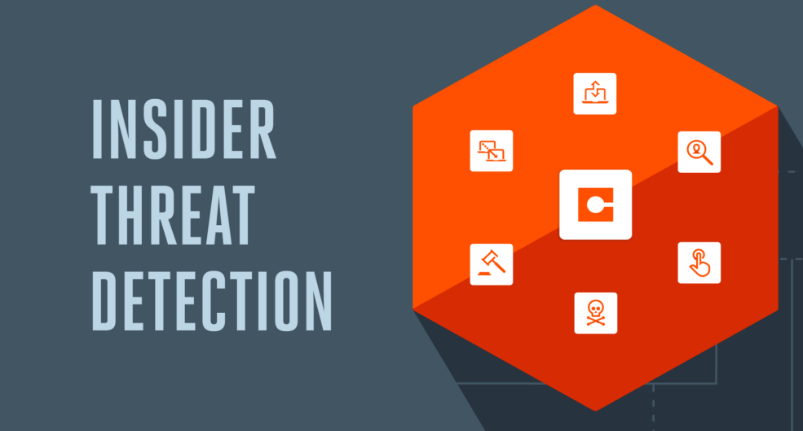 INSIDER
THREAT
DETECTION